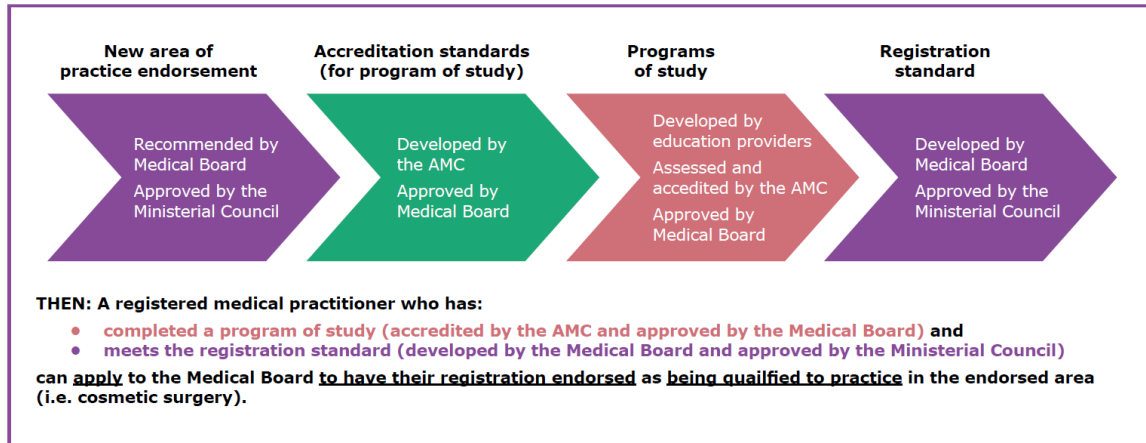 New area of
practice endorsement
Accreditation standards
(for program of study)
Programs
of study
Registration
standard
Recommended by
Medical Board
Approved by the
Ministerial Council
Developed by
the AMC
Approved by
Medical Board
Developed by
education providers
Assessed and
accredited by the AMC
Approved by
Medical Board
Developed by
Medical Board
Approved by the
Ministerial Council
THEN: A registered medical practitioner who has:
• completed a program of study (accredited by the AMC and approved by the Medical Board) and
• meets the registration standard (developed by the Medical Board and approved by the Ministerial Council)
can apply to the Medical Board to have their registration endorsed as being quailfied to practice in the endorsed area
(i.e. cosmetic surgery).